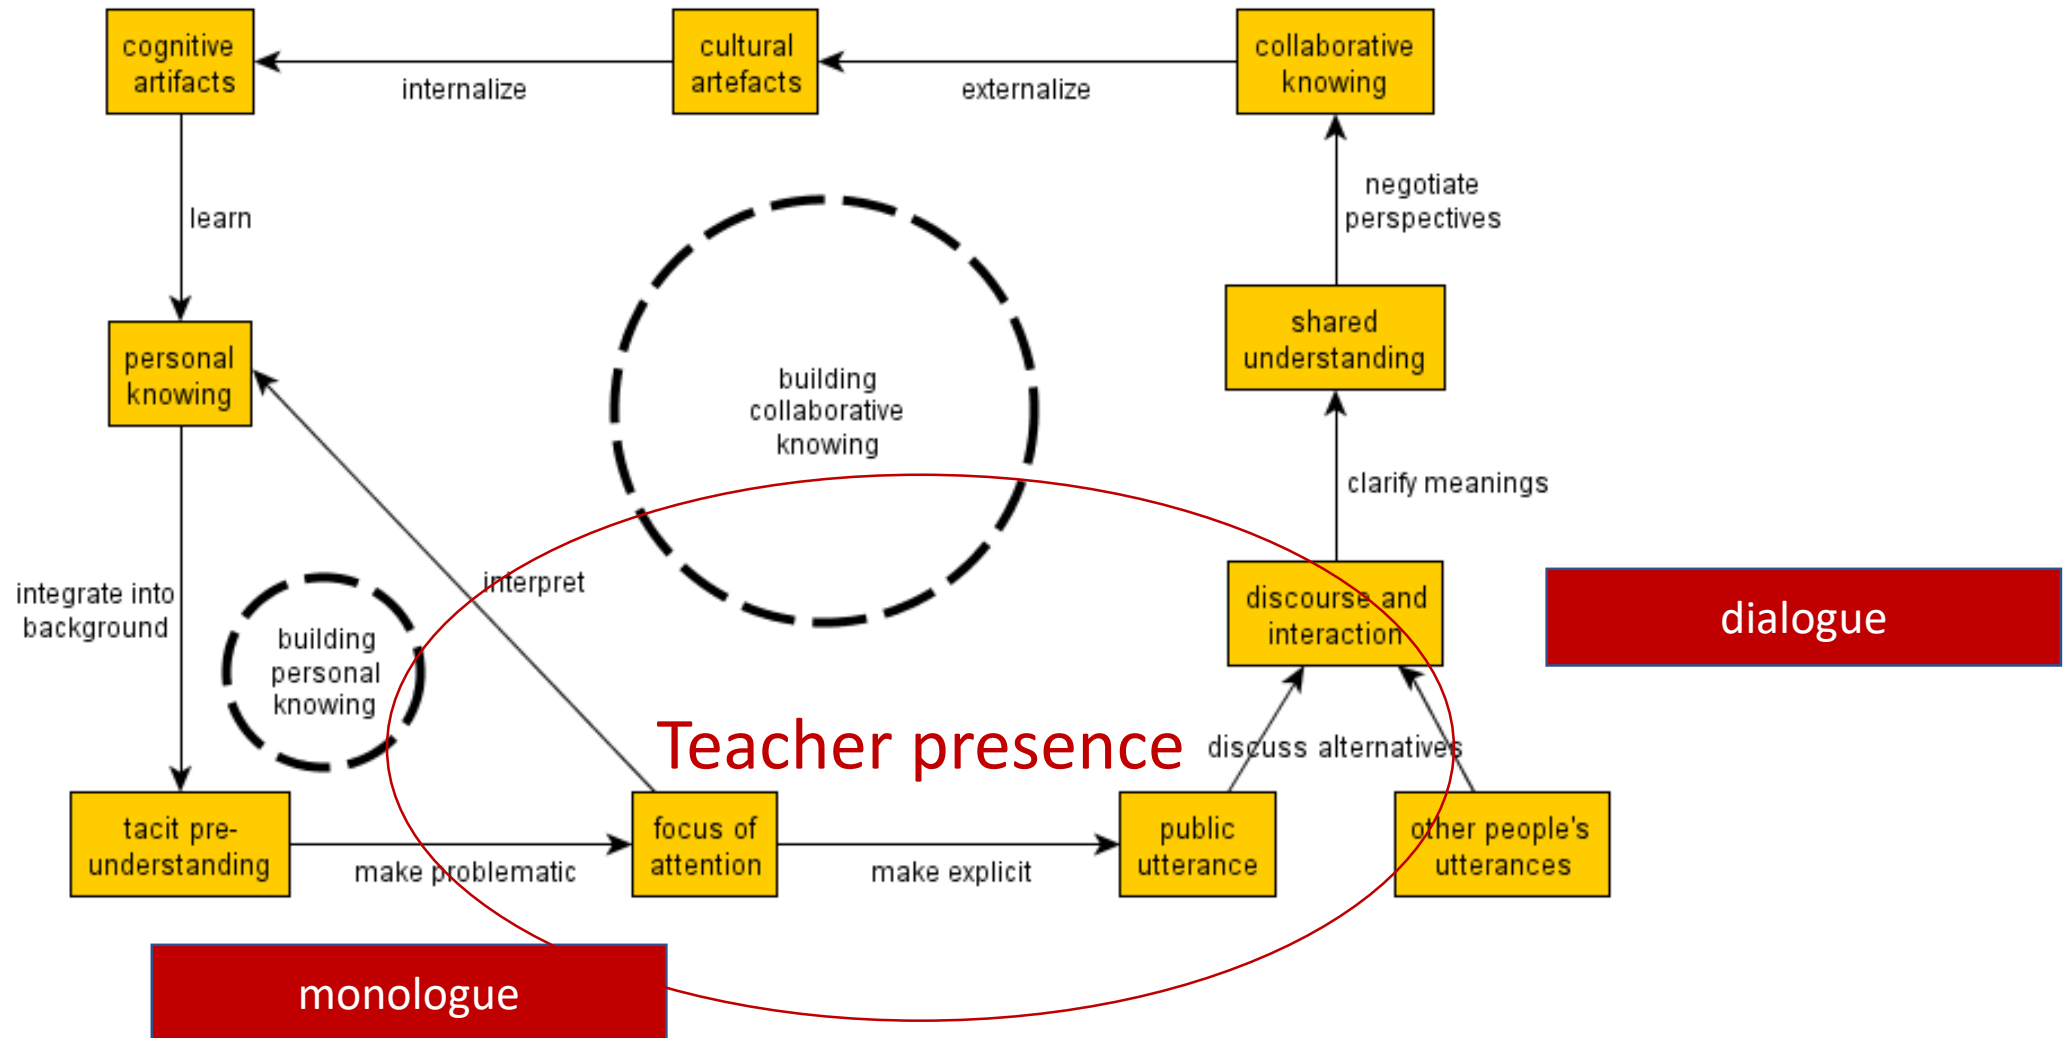 cognitive
artifacts
internalize
cultural
artefacts
externalize
collaborative
knowing
negotiate
perspectives
learn
personal
knowing
building
collaborative
knowing
shared
understanding
clarify meanings
interpret
integrate into
background
building
personal
knowing
discourse and
interaction
dialogue
Teacher presence
discuss alternatives
tacit pre-
understanding
make problematic
focus of
attention
make explicit
public
utterance
other people's
utterances
monologue